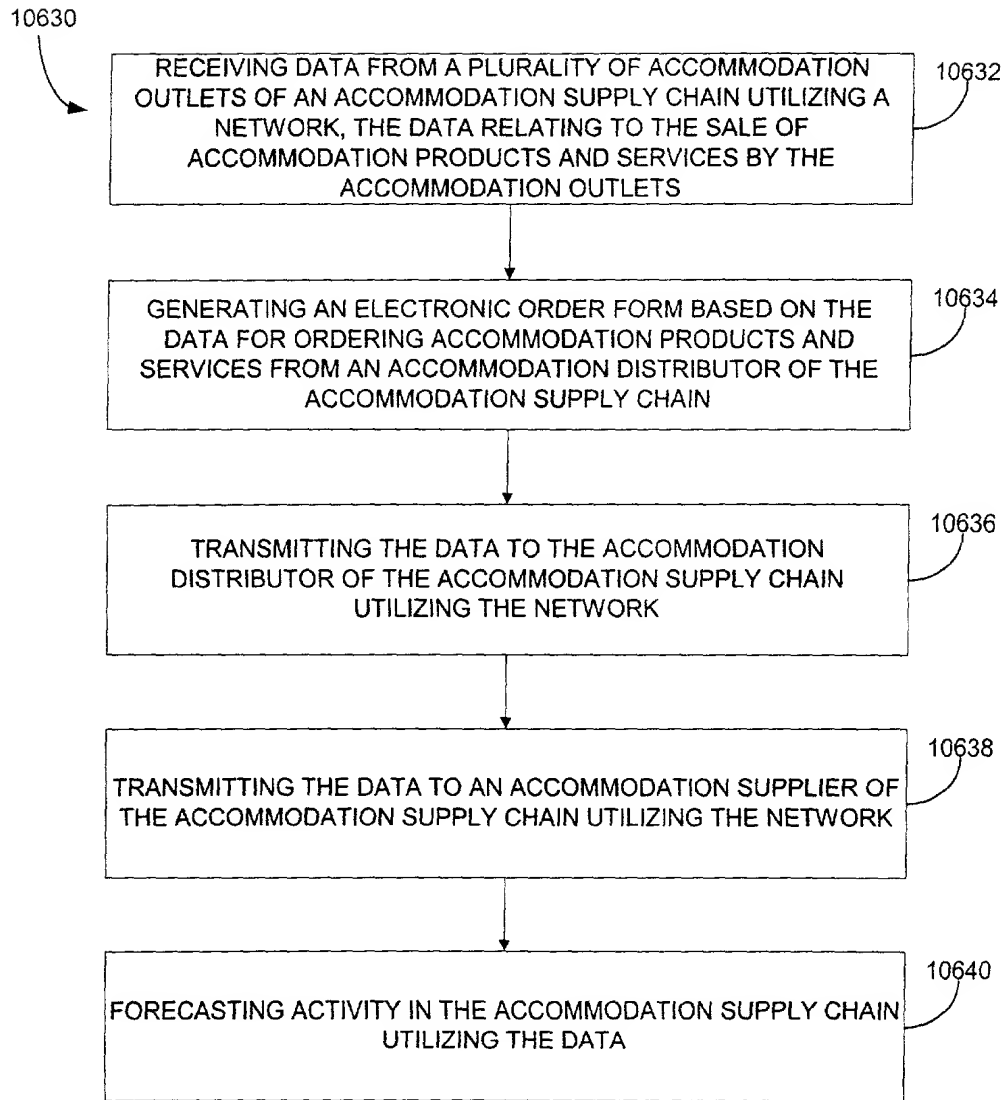 10630
RECEIVING DATA FROM A PLURALITY OF ACCOMMODATION
OUTLETS OF AN ACCOMMODATION SUPPLY CHAIN UTILIZING A
NETWORK, THE DATA RELATING TO THE SALE OF
ACCOMMODATION PRODUCTS AND SERVICES BY THE
ACCOMMODATION OUTLETS
10632
GENERATING AN ELECTRONIC ORDER FORM BASED ON THE
DATA FOR ORDERING ACCOMMODATION PRODUCTS AND
SERVICES FROM AN ACCOMMODATION DISTRIBUTOR OF THE
ACCOMMODATION SUPPLY CHAIN
10634
TRANSMITTING THE DATA TO THE ACCOMMODATION
DISTRIBUTOR OF THE ACCOMMODATION SUPPLY CHAIN
UTILIZING THE NETWORK
10636
TRANSMITTING THE DATA TO AN ACCOMMODATION SUPPLIER OF
THE ACCOMMODATION SUPPLY CHAIN UTILIZING THE NETWORK
10638
FORECASTING ACTIVITY IN THE ACCOMMODATION SUPPLY CHAIN
UTILIZING THE DATA
10640